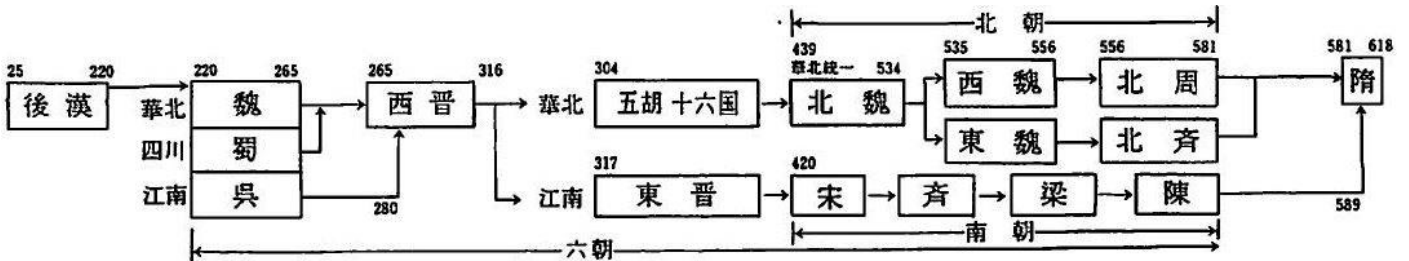 北 朝
25 220
後漢
220 265
華北 魏
四川 蜀
江南 呉
265 316
西晋
280
304
華北 五胡十六国
439
華北統一 534
北魏
535 556
西魏
東魏
556 581
北周
北斉
581 618
隋
317
江南 東晋
420
宋 斉 梁 陳
589
南 朝
六朝